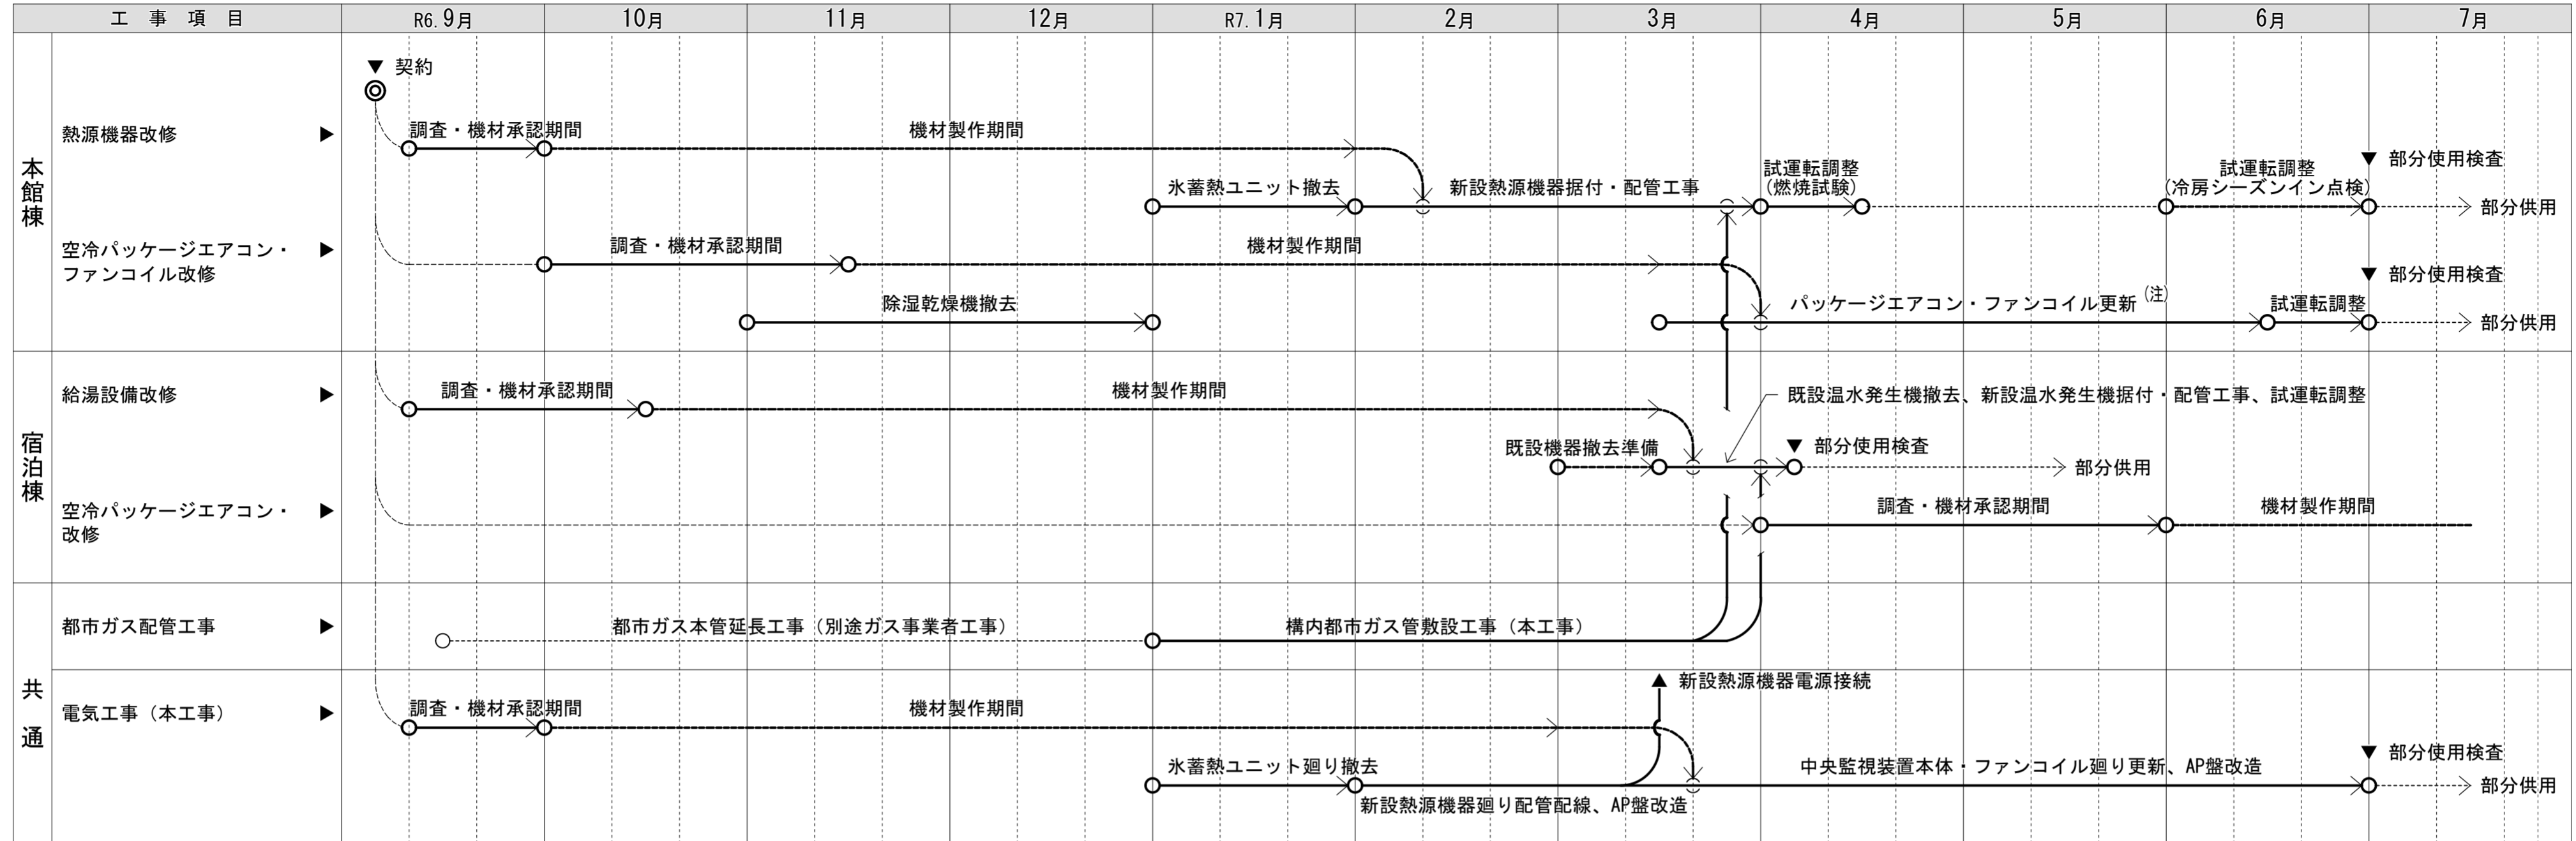 工 事 項 目
R6. 9月
10月
11月
12月
R7. 1月
2月
3月
4月
5月
6月
7月
本館棟
▼ 契約
熱源機器改修 ▶
調査・機材承認期間
機材製作期間
氷蓄熱ユニット撤去
新設熱源機器据付・配管工事
試運転調整
(燃焼試験)
試運転調整
(冷房シーズンイン点検)
▼ 部分使用検査
部分供用
空冷パッケージエアコン・
ファンコイル改修 ▶
調査・機材承認期間
機材製作期間
除湿乾燥機撤去
パッケージエアコン・ファンコイル更新(注)
試運転調整
▼ 部分使用検査
部分供用
宿泊棟
給湯設備改修 ▶
調査・機材承認期間
機材製作期間
既設温水発生機撤去、新設温水発生機据付・配管工事、試運転調整
既設機器撤去準備
▼ 部分使用検査
部分供用
空冷パッケージエアコン・
改修 ▶
調査・機材承認期間
機材製作期間
共通
都市ガス配管工事 ▶
都市ガス本管延長工事（別途ガス事業者工事）
構内都市ガス管敷設工事（本工事）
電気工事（本工事） ▶
調査・機材承認期間
機材製作期間
▲ 新設熱源機器電源接続
氷蓄熱ユニット廻り撤去
新設熱源機器廻り配管配線、AP盤改造
中央監視装置本体・ファンコイル廻り更新、AP盤改造
▼ 部分使用検査
部分供用